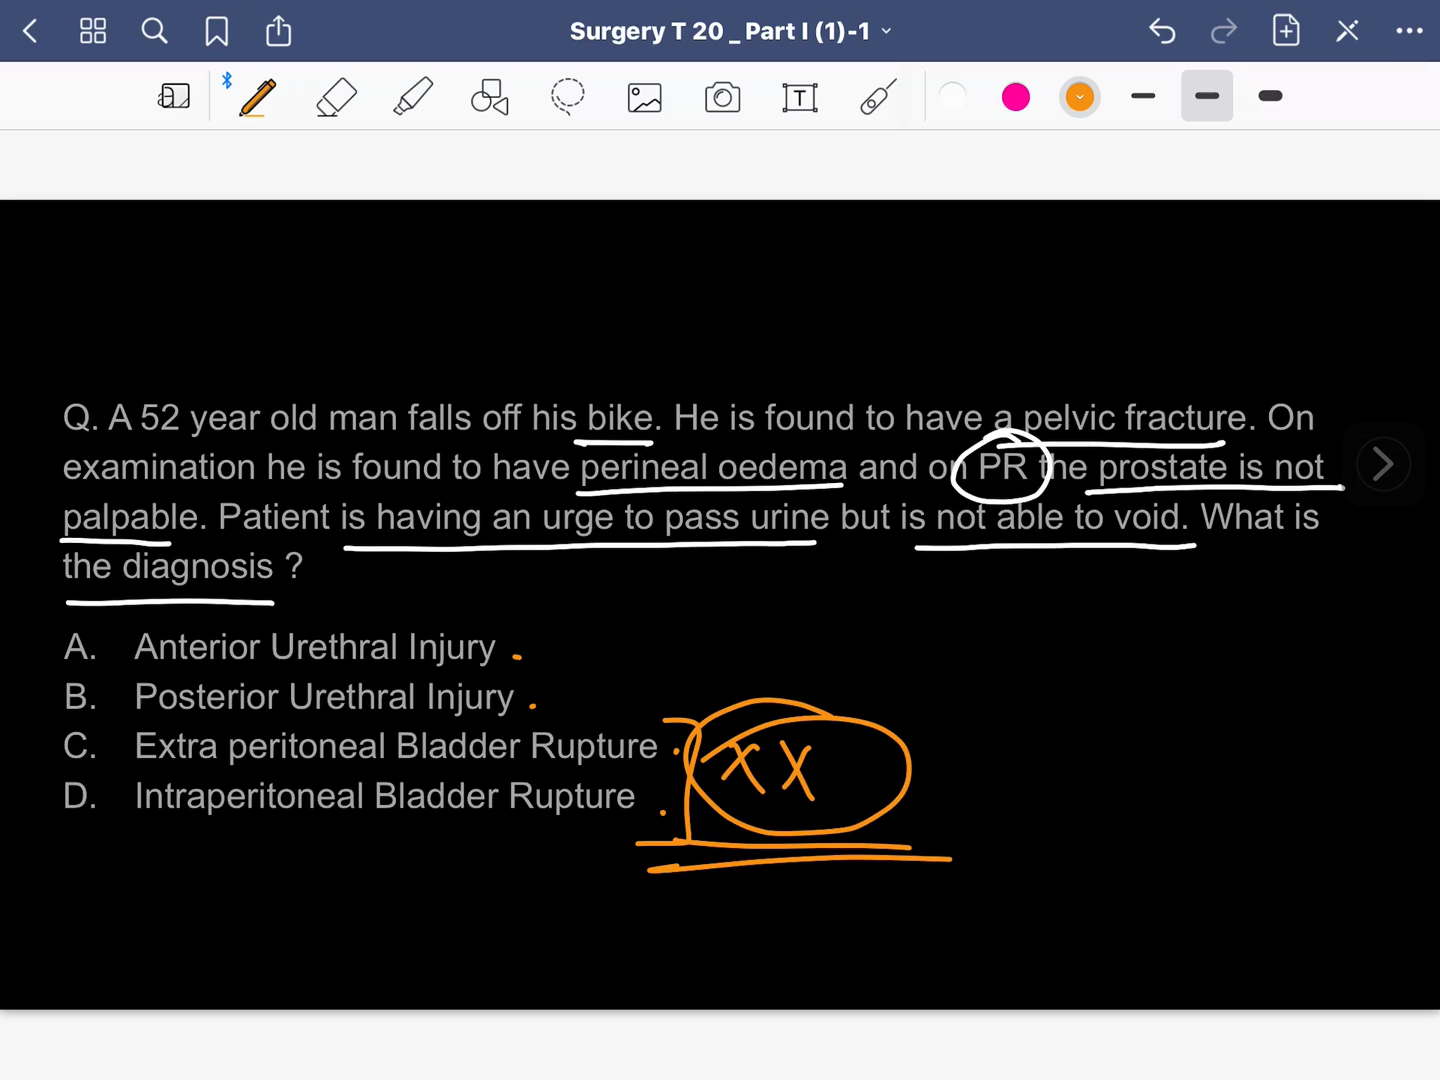 Surgery T 20 _ Part I (1)-1
T
Q. A 52 year old man falls off his bike. He is found to have a pelvic fracture. On
examination he is found to have perineal oedema and on PR the prostate is not
palpable. Patient is having an urge to pass urine but is not able to void. What is
the diagnosis ?
A. Anterior Urethral Injury
B. Posterior Urethral Injury
C. Extra peritoneal Bladder Rupture
D. Intraperitoneal Bladder Rupture
X X